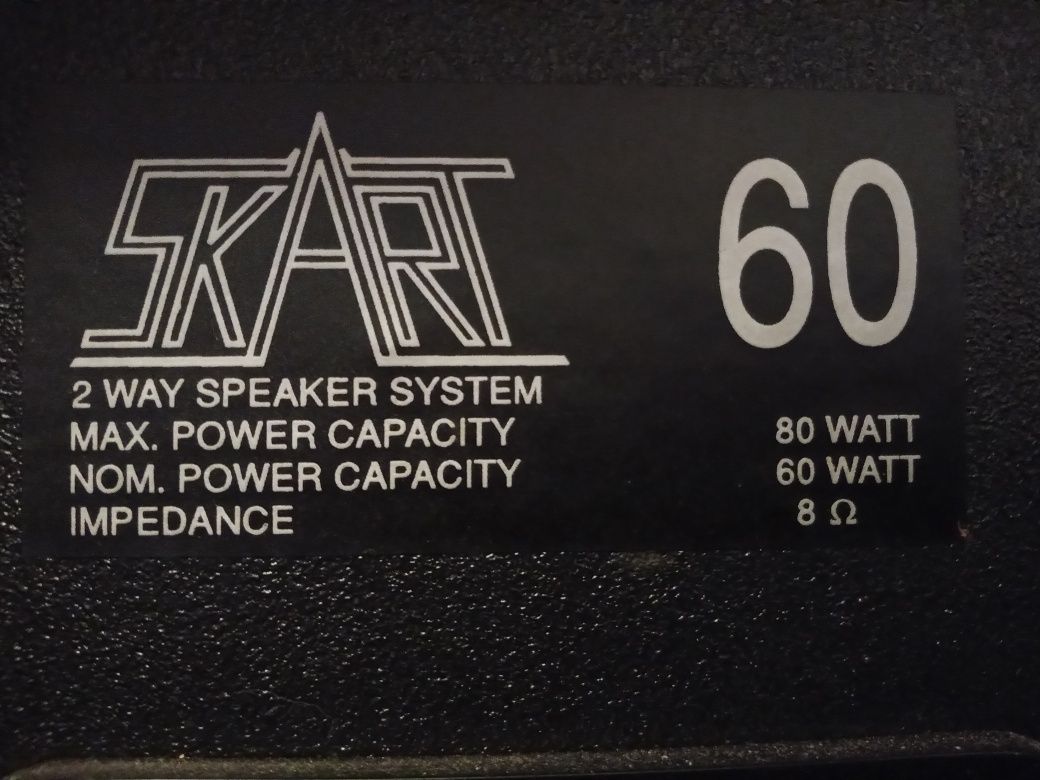 SKART 60
2 WAY SPEAKER SYSTEM
MAX. POWER CAPACITY 80 WATT
NOM. POWER CAPACITY 60 WATT
IMPEDANCE 8 Ω